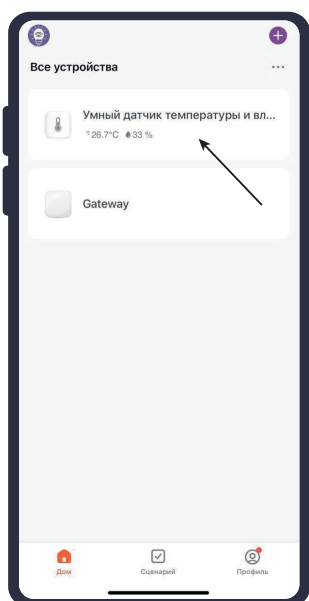 Все устройства
Умный датчик температуры и вл...
26.7°C 33 %
Gateway
Дом
Сценарий
Профиль